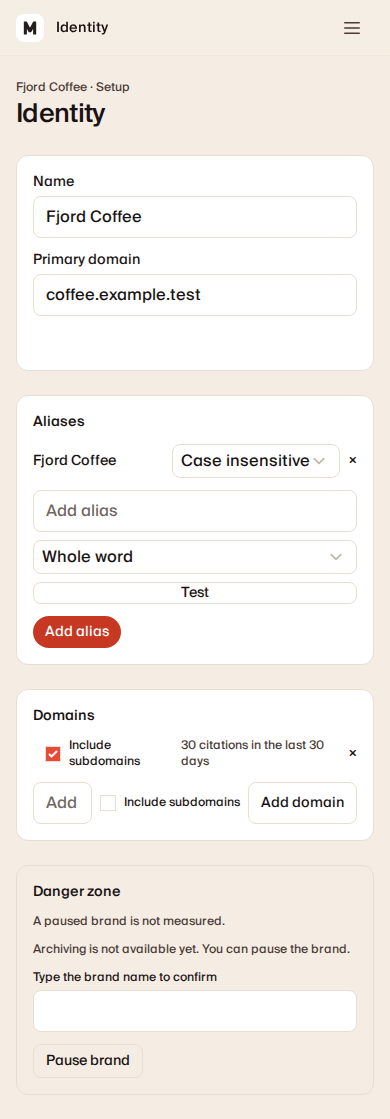 M Identity
Fjord Coffee · Setup
Identity
Name
Fjord Coffee
Primary domain
coffee.example.test
Aliases
Fjord Coffee Case insensitive ×
Add alias
Whole word
Test
Add alias
Domains
Include subdomains 30 citations in the last 30 days ×
Add Include subdomains Add domain
Danger zone
A paused brand is not measured.
Archiving is not available yet. You can pause the brand.
Type the brand name to confirm
Pause brand